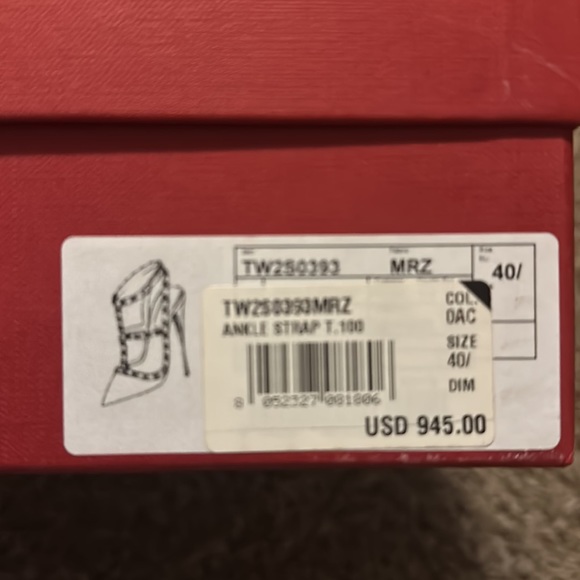 TW2S0393 MRZ 40/
TW2S0393MRZ
ANKLE STRAP T.100
COL.
0AC
SIZE
40/
DIM
8 052327 081806
USD 945.00